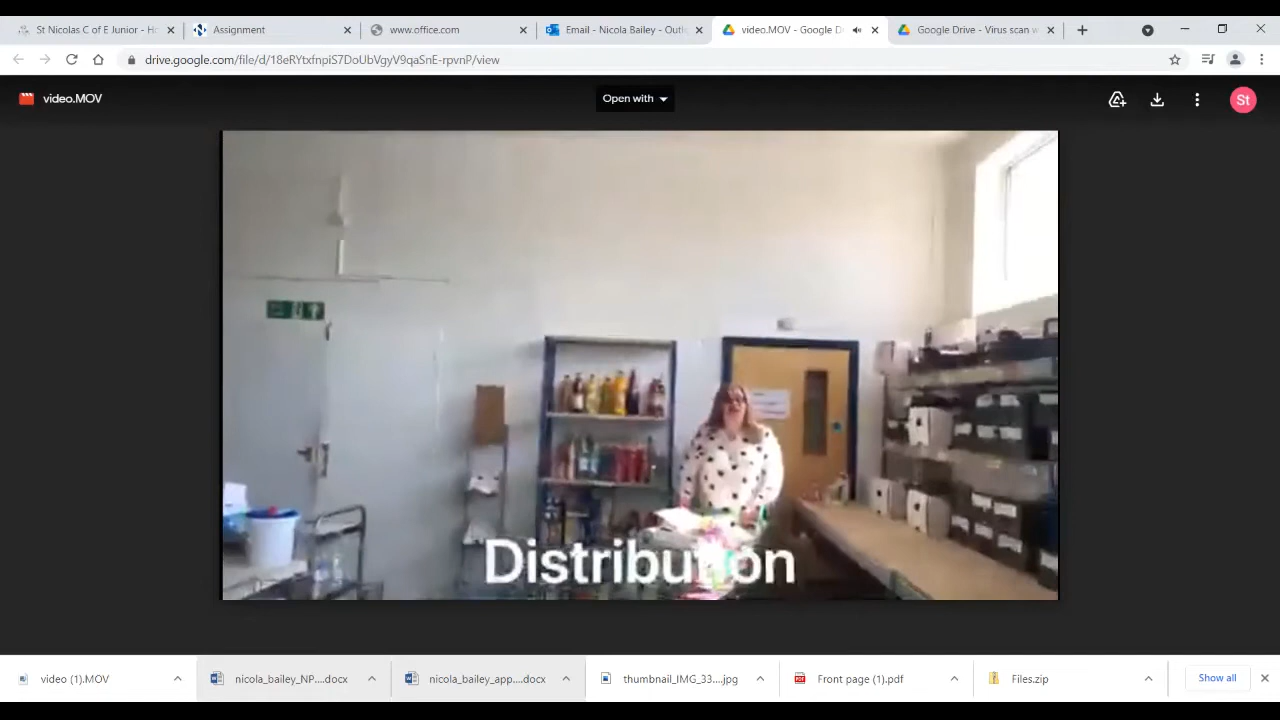 St Nicolas C of E Junior - Ho
Assignment
www.office.com
Email - Nicola Bailey - Outlo
video.MOV - Google D
Google Drive - Virus scan w
drive.google.com/file/d/18eRYtxfnpiS7DoUbVgyV9qaSnE-rpvnP/view
video.MOV
Open with
St
Distribution
video (1).MOV
nicola_bailey_NP....docx
nicola_bailey_app....docx
thumbnail_IMG_33....jpg
Front page (1).pdf
Files.zip
Show all